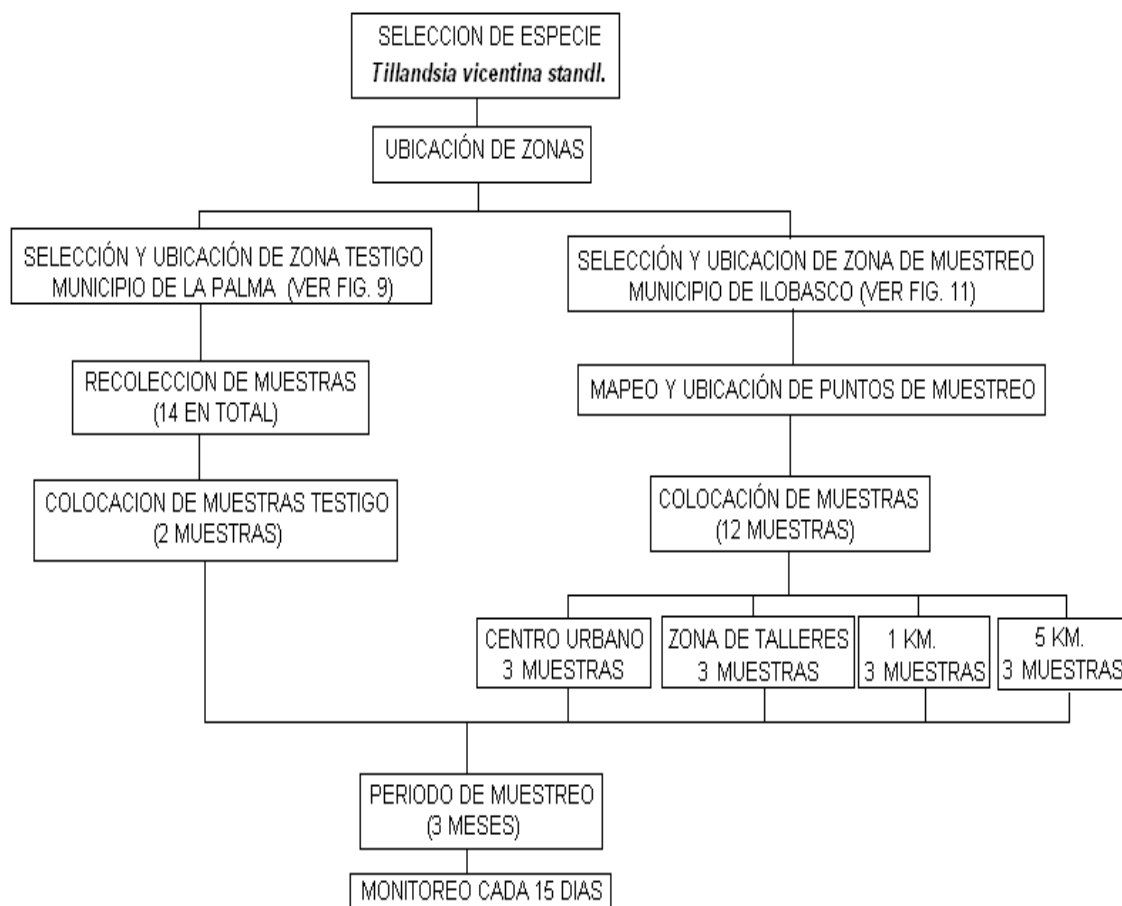 SELECCION DE ESPECIE
Tillandsia vicentina standl.
UBICACIÓN DE ZONAS
SELECCIÓN Y UBICACIÓN DE ZONA TESTIGO
MUNICIPIO DE LA PALMA (VER FIG. 9)
SELECCIÓN Y UBICACION DE ZONA DE MUESTREO
MUNICIPIO DE ILOBASCO (VER FIG. 11)
RECOLECCION DE MUESTRAS
(14 EN TOTAL)
MAPEO Y UBICACIÓN DE PUNTOS DE MUESTREO
COLOCACION DE MUESTRAS TESTIGO
(2 MUESTRAS)
COLOCACIÓN DE MUESTRAS
(12 MUESTRAS)
CENTRO URBANO
3 MUESTRAS
ZONA DE TALLERES
3 MUESTRAS
1 KM.
3 MUESTRAS
5 KM.
3 MUESTRAS
PERIODO DE MUESTREO
(3 MESES)
MONITOREO CADA 15 DIAS